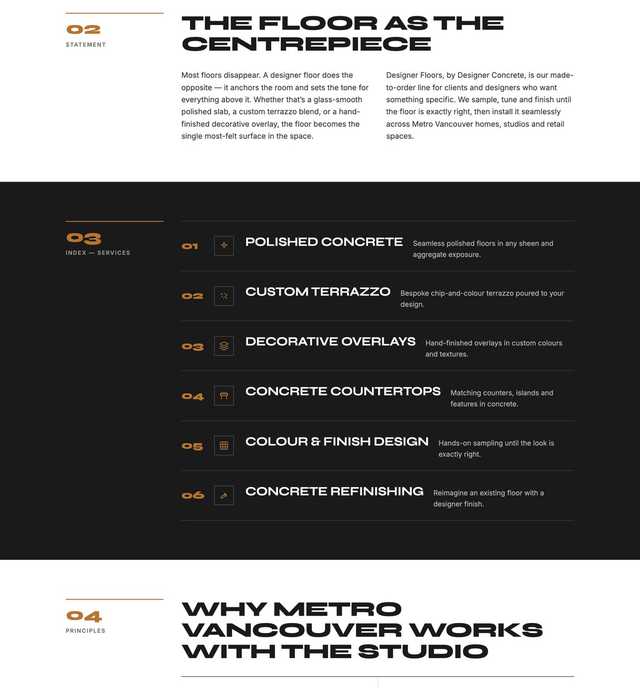 02
STATEMENT
THE FLOOR AS THE
CENTREPIECE
Most floors disappear. A designer floor does the
opposite — it anchors the room and sets the tone for
everything above it. Whether that's a glass-smooth
polished slab, a custom terrazzo blend, or a hand-
finished decorative overlay, the floor becomes the
single most-felt surface in the space.
Designer Floors, by Designer Concrete, is our made-
to-order line for clients and designers who want
something specific. We sample, tune and finish until
the floor is exactly right, then install it seamlessly
across Metro Vancouver homes, studios and retail
spaces.
03
INDEX — SERVICES
01
POLISHED CONCRETE
Seamless polished floors in any sheen and
aggregate exposure.
02
CUSTOM TERRAZZO
Bespoke chip-and-colour terrazzo poured to your
design.
03
DECORATIVE OVERLAYS
Hand-finished overlays in custom colours
and textures.
04
CONCRETE COUNTERTOPS
Matching counters, islands and
features in concrete.
05
COLOUR & FINISH DESIGN
Hands-on sampling until the look is
exactly right.
06
CONCRETE REFINISHING
Reimagine an existing floor with a
designer finish.
04
PRINCIPLES
WHY METRO
VANCOUVER WORKS
WITH THE STUDIO